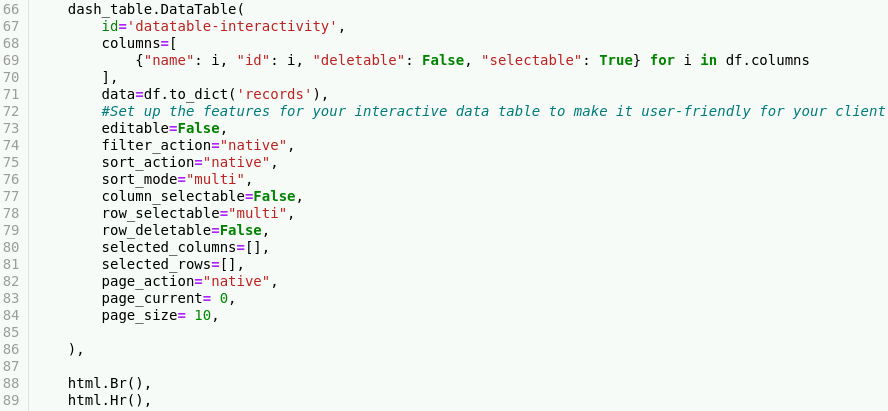 66 dash_table.DataTable(
67 id='datatable-interactivity',
68 columns=[
69 {"name": i, "id": i, "deletable": False, "selectable": True} for i in df.columns
70 ],
71 data=df.to_dict('records'),
72 #Set up the features for your interactive data table to make it user-friendly for your client
73 editable=False,
74 filter_action="native",
75 sort_action="native",
76 sort_mode="multi",
77 column_selectable=False,
78 row_selectable="multi",
79 row_deletable=False,
80 selected_columns=[],
81 selected_rows=[],
82 page_action="native",
83 page_current= 0,
84 page_size= 10,
85
86 ),
87
88 html.Br(),
89 html.Hr(),